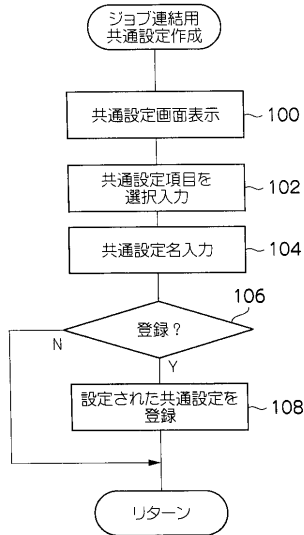 ジョブ連結用
共通設定作成
共通設定画面表示
100
共通設定項目を
選択入力
102
共通設定名入力
104
106
登録？
N
Y
設定された共通設定を
登録
108
リターン